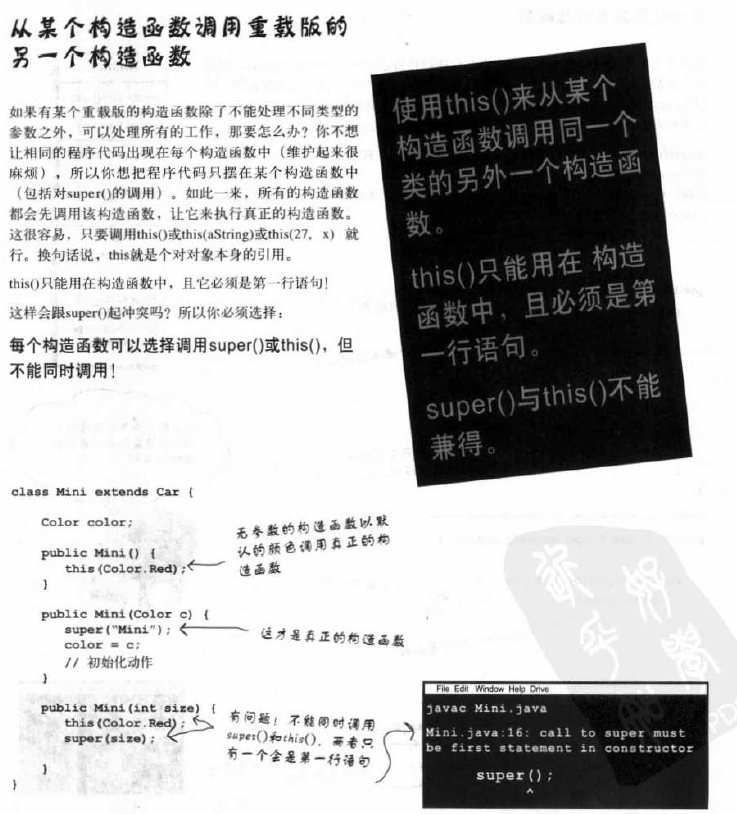 从某个构造函数调用重载版的
另一个构造函数
如果有某个重载版的构造函数除了不能处理不同类型的
参数之外，可以处理所有的工作，那要怎么办？你不想
让相同的程序代码出现在每个构造函数中（维护起来很
麻烦），所以你想把程序代码只摆在某个构造函数中
（包括对super()的调用）。如此一来，所有的构造函数
都会先调用该构造函数，让它来执行真正的构造函数。
这很容易，只要调用this()或this(aString)或this(27, x) 就
行。换句话说，this就是个对对象本身的引用。
this()只能用在构造函数中，且它必须是第一行语句！
这样会跟super()起冲突吗？所以你必须选择：
每个构造函数可以选择调用super()或this()，但
不能同时调用！
使用this()来从某个
构造函数调用同一个
类的另外一个构造函
数。
this()只能用在 构造
函数中，且必须是第
一行语句。
super()与this()不能
兼得。
class Mini extends Car {
Color color;
public Mini() {
this(Color.Red);
}
无参数的构造函数以默
认的颜色调用真正的构
造函数
public Mini(Color c) {
super("Mini");
color = c;
// 初始化动作
}
这才是真正的构造函数
public Mini(int size) {
this(Color.Red);
super(size);
}
}
有问题！不能同时调用
super()和this()，两者只
有一个会是第一行语句
File Edit Window Help Drive
javac Mini.java
Mini.java:16: call to super must
be first statement in constructor
super();
^